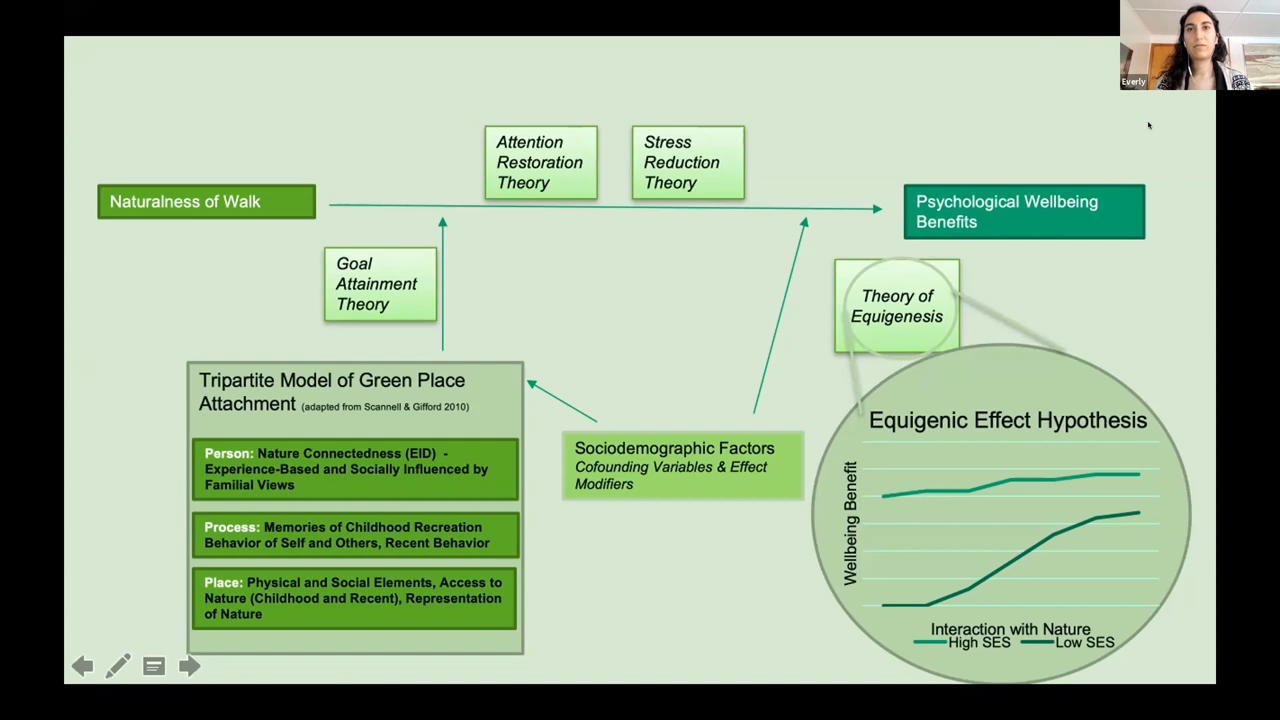 Everly
Attention
Restoration
Theory
Stress
Reduction
Theory
Naturalness of Walk
Psychological Wellbeing
Benefits
Goal
Attainment
Theory
Theory of
Equigenesis
Tripartite Model of Green Place
Attachment (adapted from Scannell & Gifford 2010)
Person: Nature Connectedness (EID) -
Experience-Based and Socially Influenced by
Familial Views
Process: Memories of Childhood Recreation
Behavior of Self and Others, Recent Behavior
Place: Physical and Social Elements, Access to
Nature (Childhood and Recent), Representation
of Nature
Sociodemographic Factors
Cofounding Variables & Effect
Modifiers
Equigenic Effect Hypothesis
Wellbeing Benefit
Interaction with Nature
High SES Low SES